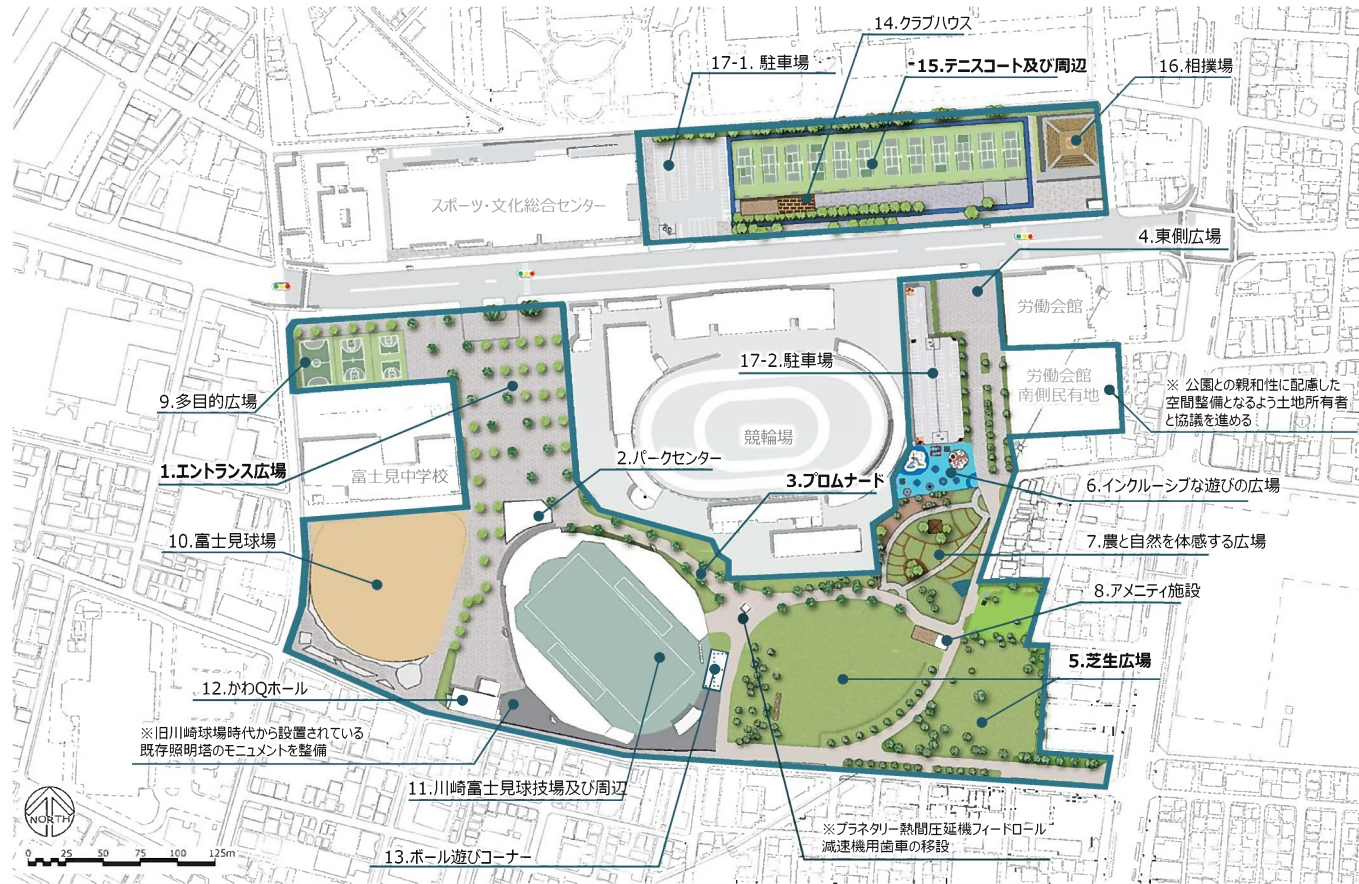 14.クラブハウス
17-1. 駐車場
15.テニスコート及び周辺
16.相撲場
スポーツ・文化総合センター
4.東側広場
労働会館
17-2.駐車場
労働会館
南側民有地
※ 公園との親和性に配慮した
空間整備となるよう土地所有者
と協議を進める
9.多目的広場
競輪場
1.エントランス広場
富士見中学校
2.パークセンター
3.プロムナード
6.インクルーシブな遊びの広場
10.富士見球場
7.農と自然を体感する広場
8.アメニティ施設
5.芝生広場
12.かわQホール
※旧川崎球場時代から設置されている
既存照明塔のモニュメントを整備
11.川崎富士見球技場及び周辺
※プラネタリー熱間圧延機フィードロール
減速機用歯車の移設
13.ボール遊びコーナー
NORTH
0 25 50 75 100 125m